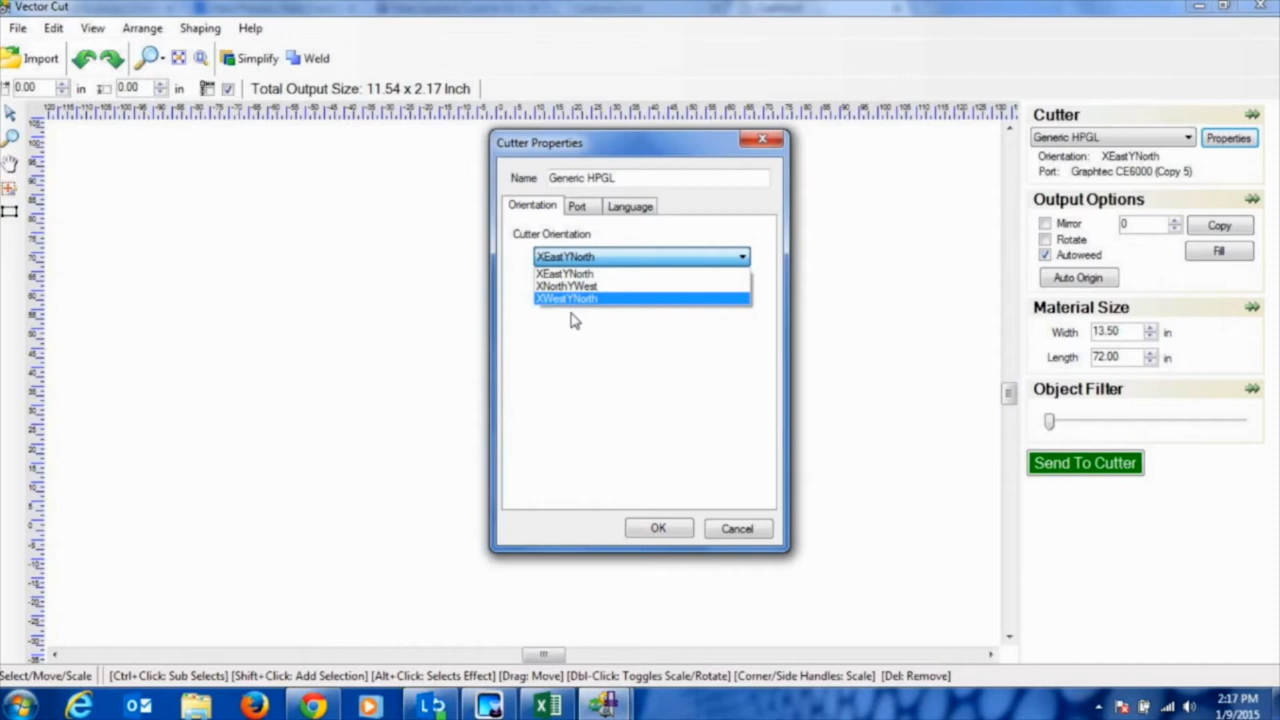 Vector Cut
File Edit View Arrange Shaping Help
Import Simplify Weld
0.00 in 0.00 in Total Output Size: 11.54 x 2.17 Inch
Cutter Properties
Name Generic HPGL
Orientation Port Language
Cutter Orientation
XEastYNorth
XEastYNorth
XNorthYWest
XWestYNorth
OK Cancel
Cutter
Generic HPGL Properties
Orientation: XEastYNorth
Port: Graphtec CE6000 (Copy 5)
Output Options
Mirror 0 Copy
Rotate
Autoweed Fill
Auto Origin
Material Size
Width 13.50 in
Length 72.00 in
Object Filter
Send To Cutter
Select/Move/Scale [Ctrl+Click: Sub Selects] [Shift+Click: Add Selection] [Alt+Click: Selects Effect] [Drag: Move] [Dbl-Click: Toggles Scale/Rotate] [Corner/Side Handles: Scale] [Del: Remove]
2:17 PM
1/9/2015